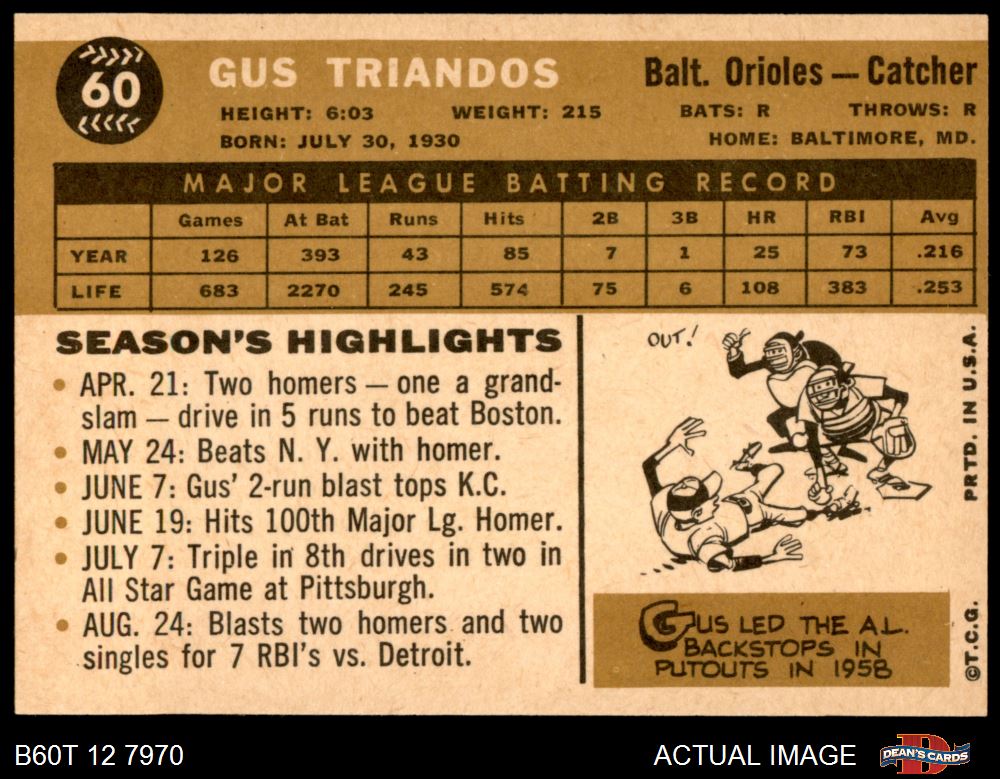 60
GUS TRIANDOS
Balt. Orioles — Catcher
HEIGHT: 6:03 WEIGHT: 215 BATS: R THROWS: R
BORN: JULY 30, 1930 HOME: BALTIMORE, MD.
MAJOR LEAGUE BATTING RECORD
Games At Bat Runs Hits 2B 3B HR RBI Avg
YEAR 126 393 43 85 7 1 25 73 .216
LIFE 683 2270 245 574 75 6 108 383 .253
SEASON'S HIGHLIGHTS
• APR. 21: Two homers — one a grand-
slam — drive in 5 runs to beat Boston.
• MAY 24: Beats N. Y. with homer.
• JUNE 7: Gus' 2-run blast tops K.C.
• JUNE 19: Hits 100th Major Lg. Homer.
• JULY 7: Triple in 8th drives in two in
All Star Game at Pittsburgh.
• AUG. 24: Blasts two homers and two
singles for 7 RBI's vs. Detroit.
OUT!
GUS LED THE A.L.
BACKSTOPS IN
PUTOUTS IN 1958
PRTD. IN U.S.A.
©T.C.G.
B60T 12 7970
ACTUAL IMAGE
D
DEAN'S CARDS